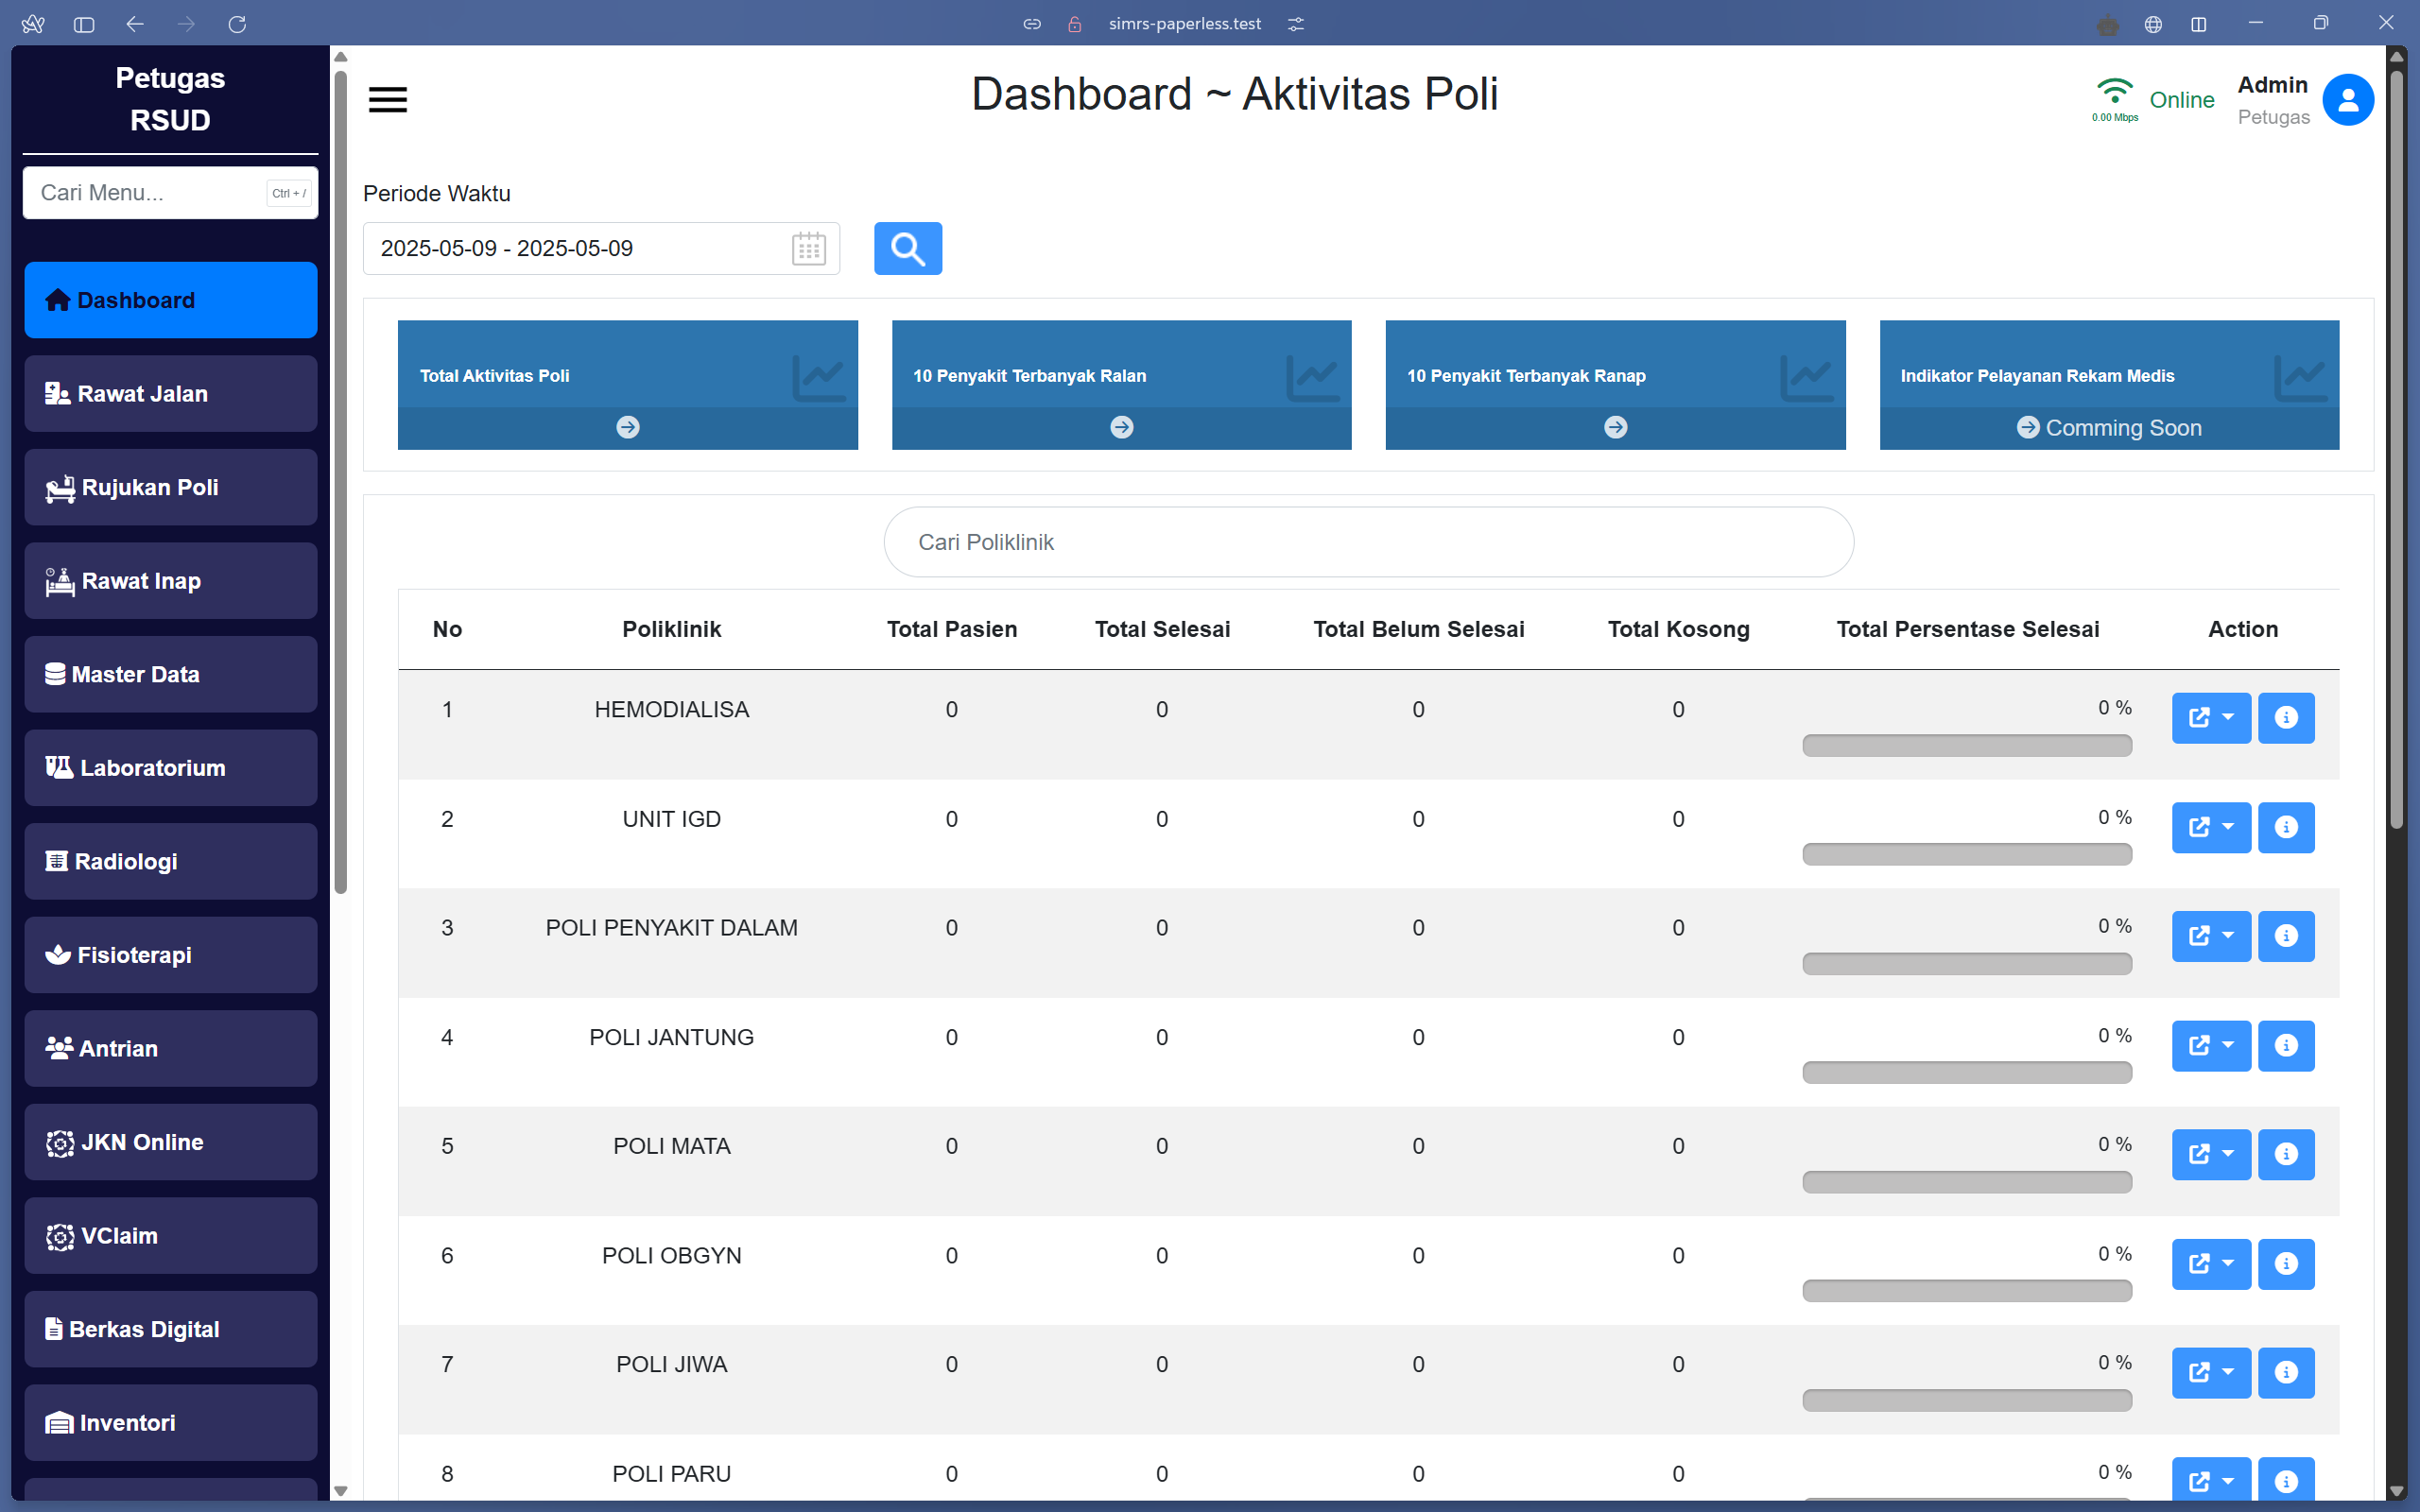 simrs-paperless.test
Petugas
RSUD
Cari Menu...
Ctrl + /
Dashboard
Rawat Jalan
Rujukan Poli
Rawat Inap
Master Data
Laboratorium
Radiologi
Fisioterapi
Antrian
JKN Online
VClaim
Berkas Digital
Inventori
Dashboard ~ Aktivitas Poli
0.00 Mbps
Online
Admin
Petugas
Periode Waktu
2025-05-09 - 2025-05-09
Total Aktivitas Poli
10 Penyakit Terbanyak Ralan
10 Penyakit Terbanyak Ranap
Indikator Pelayanan Rekam Medis
Comming Soon
Cari Poliklinik
No Poliklinik Total Pasien Total Selesai Total Belum Selesai Total Kosong Total Persentase Selesai Action
1 HEMODIALISA 0 0 0 0 0 %
2 UNIT IGD 0 0 0 0 0 %
3 POLI PENYAKIT DALAM 0 0 0 0 0 %
4 POLI JANTUNG 0 0 0 0 0 %
5 POLI MATA 0 0 0 0 0 %
6 POLI OBGYN 0 0 0 0 0 %
7 POLI JIWA 0 0 0 0 0 %
8 POLI PARU 0 0 0 0 0 %